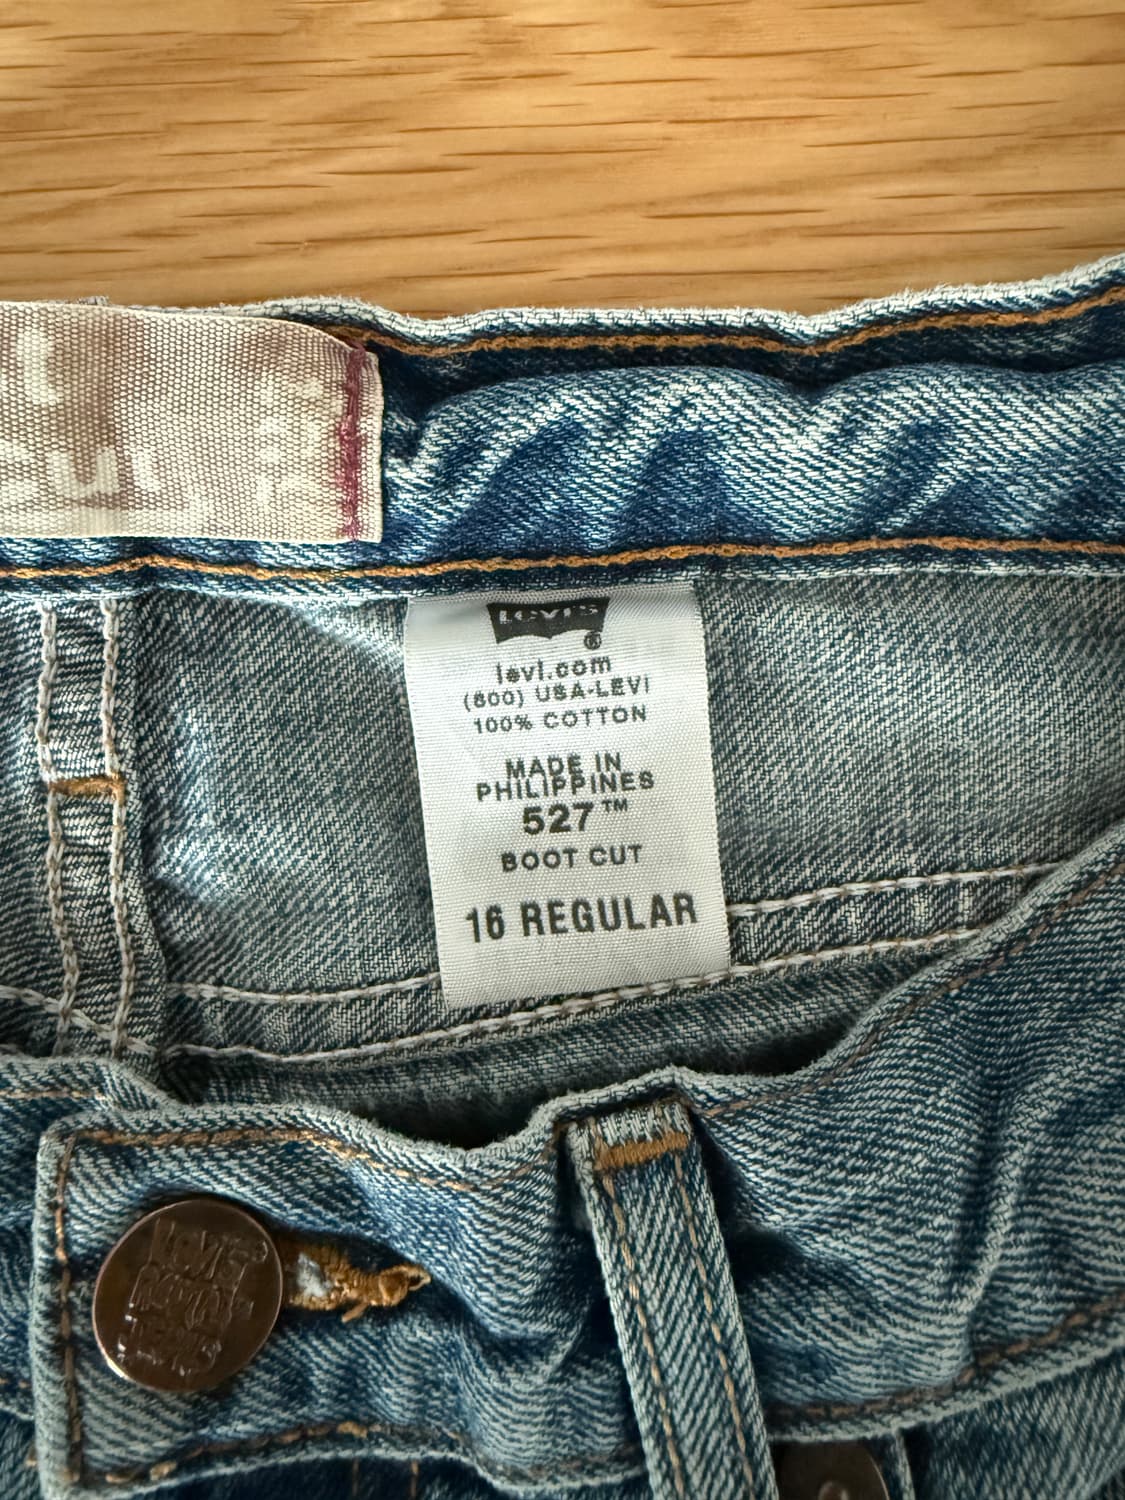 LEVI'S
®
levi.com
(800) USA-LEVI
100% COTTON
MADE IN
PHILIPPINES
527™
BOOT CUT
16 REGULAR